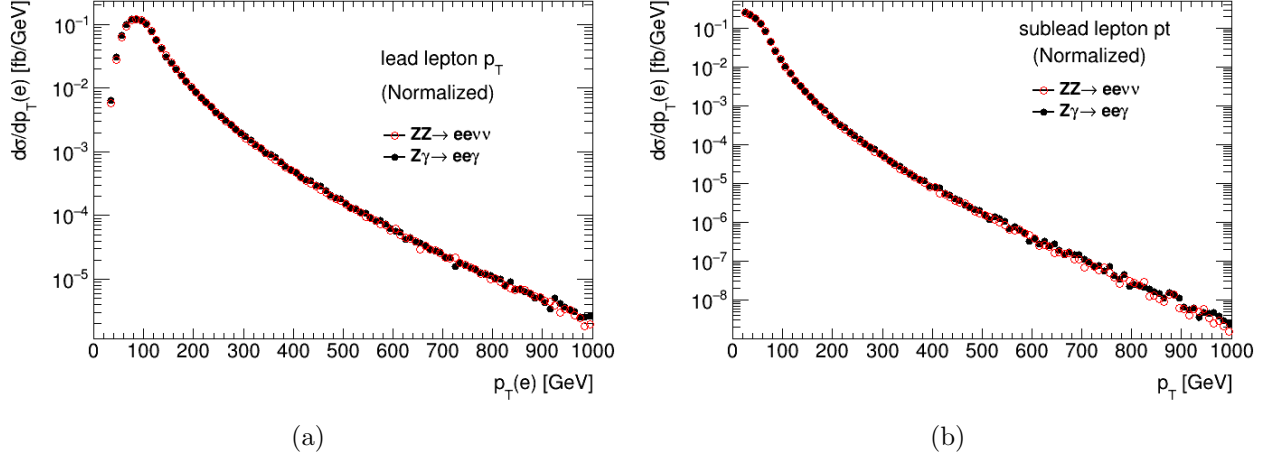 dσ/dp_T(e) [fb/GeV]
10⁻¹
10⁻²
10⁻³
10⁻⁴
10⁻⁵
lead lepton p_T
(Normalized)
ZZ→ eeνν
Zγ→ eeγ
0 100 200 300 400 500 600 700 800 900 1000
p_T(e) [GeV]
(a)
dσ/dp_T(e) [fb/GeV]
10⁻¹
10⁻²
10⁻³
10⁻⁴
10⁻⁵
10⁻⁶
10⁻⁷
10⁻⁸
sublead lepton pt
(Normalized)
ZZ→ eeνν
Zγ→ eeγ
0 100 200 300 400 500 600 700 800 900 1000
p_T [GeV]
(b)